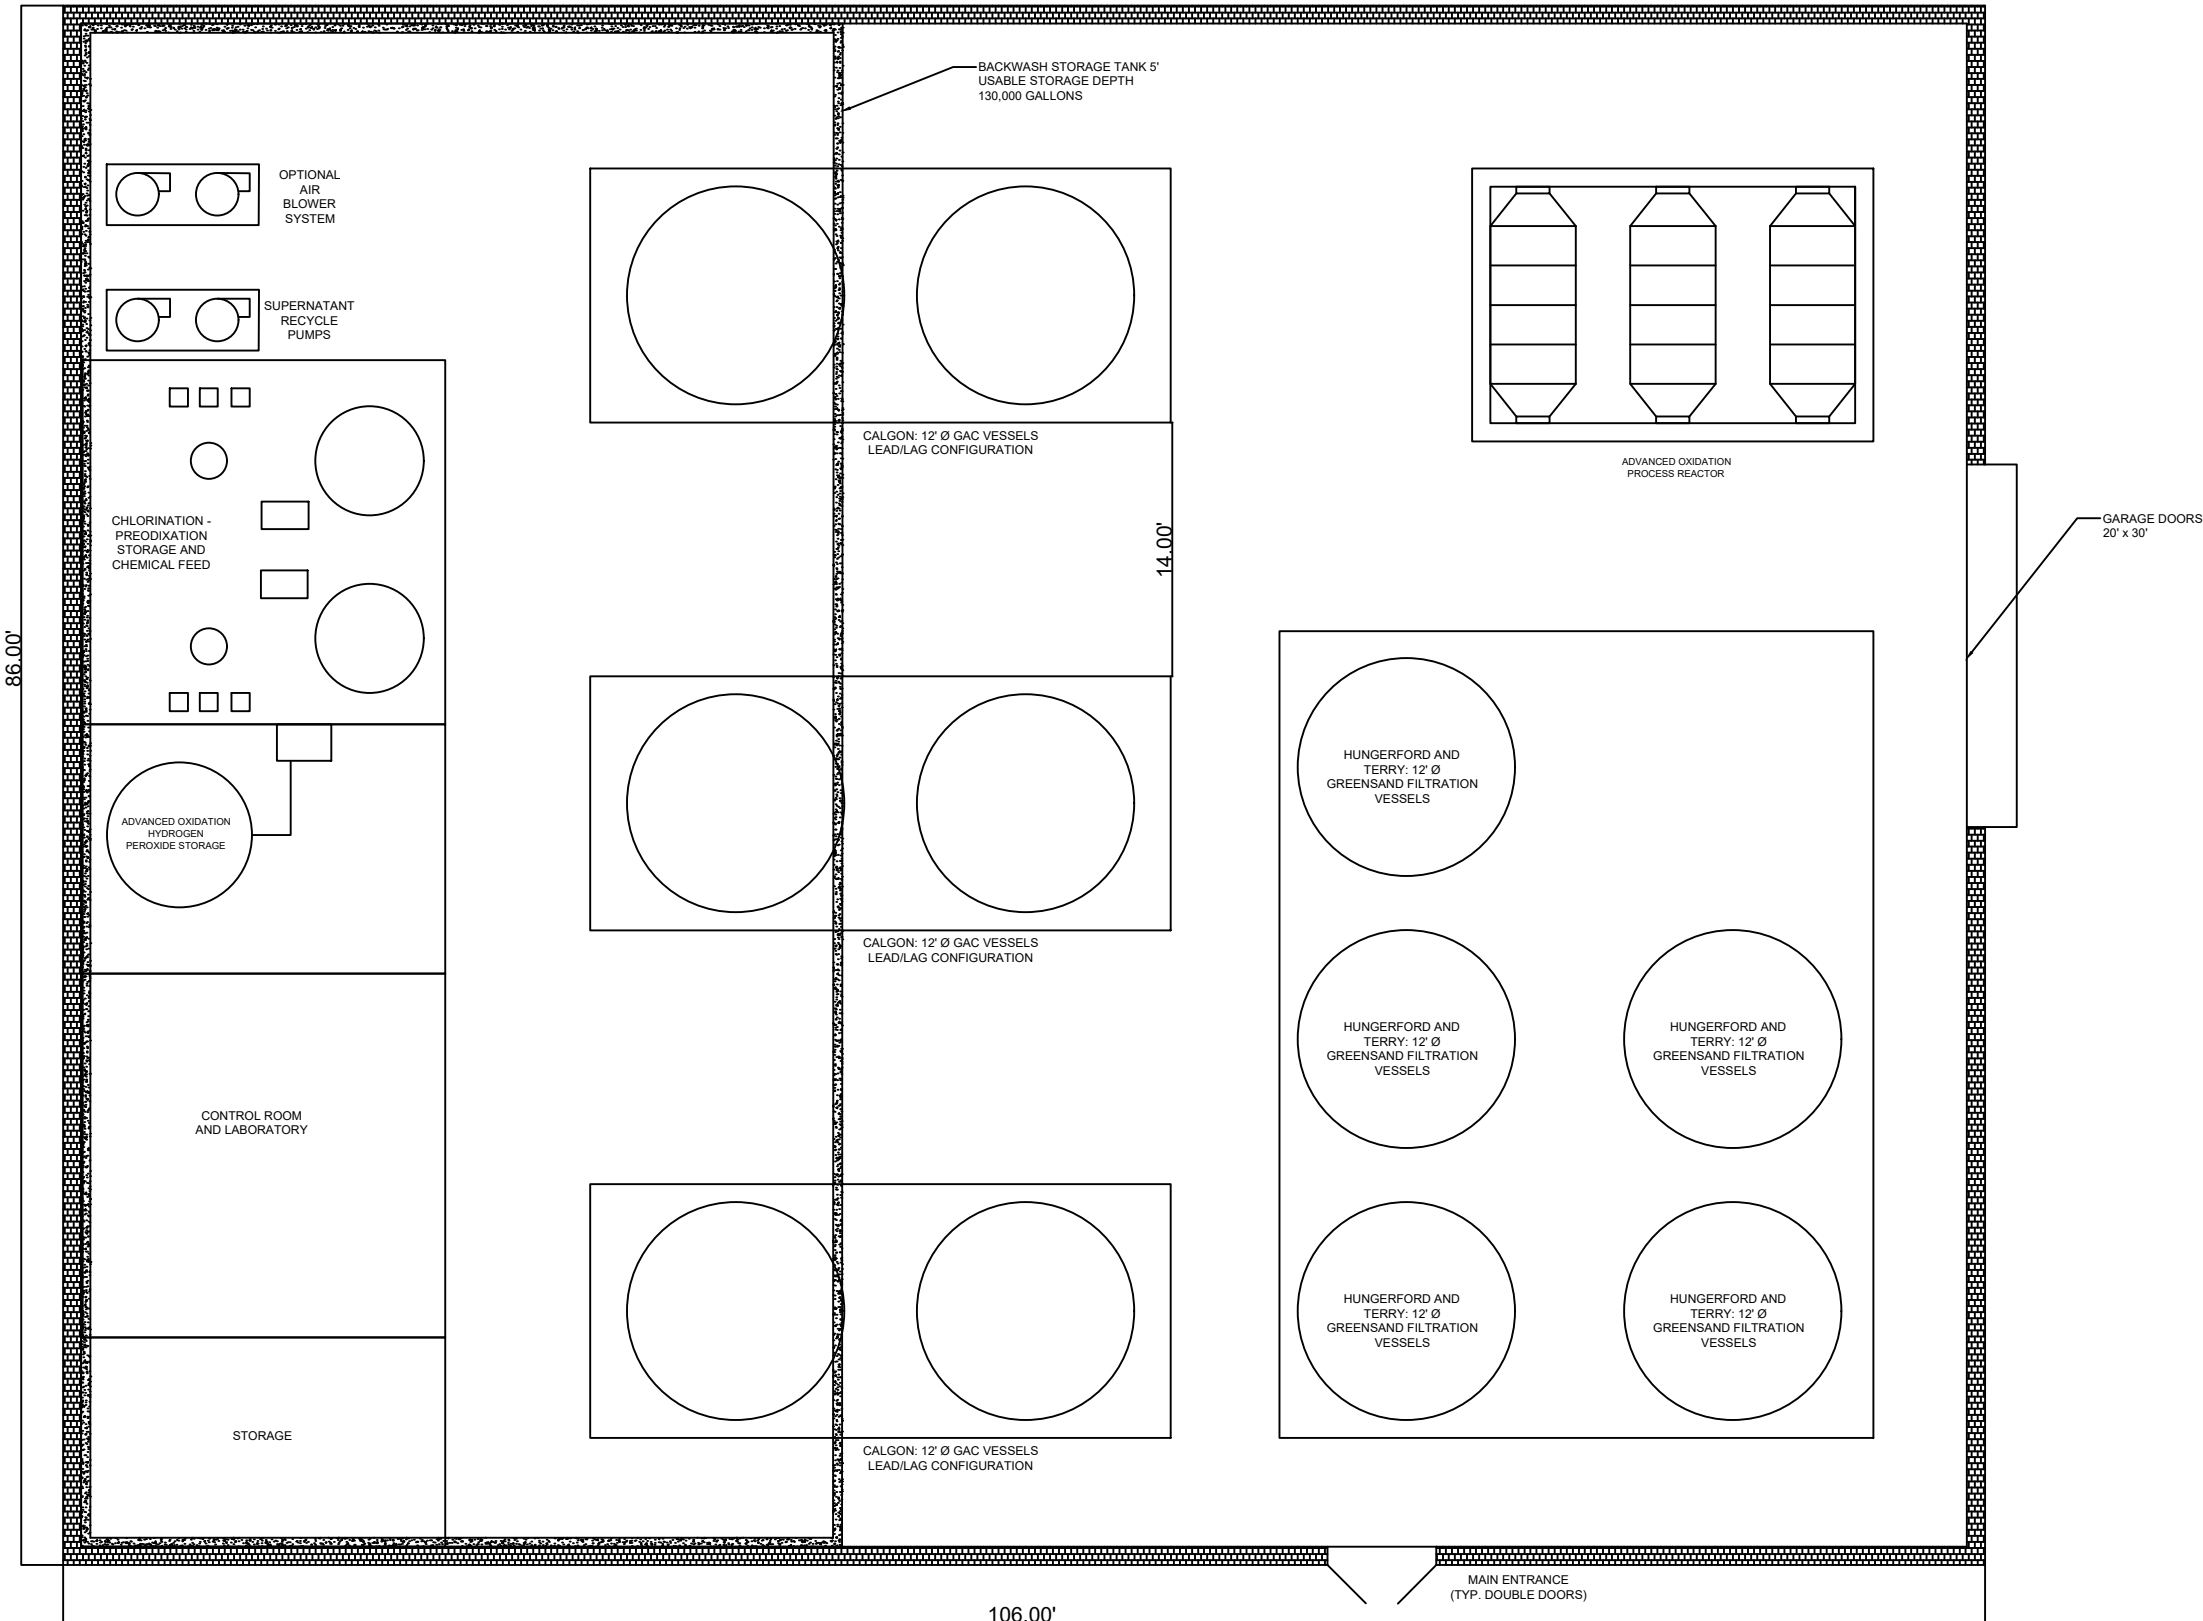 BACKWASH STORAGE TANK 5'
USABLE STORAGE DEPTH
130,000 GALLONS
OPTIONAL
AIR
BLOWER
SYSTEM
SUPERNATANT
RECYCLE
PUMPS
CALGON: 12' Ø GAC VESSELS
LEAD/LAG CONFIGURATION
ADVANCED OXIDATION
PROCESS REACTOR
CHLORINATION -
PREODIXATION
STORAGE AND
CHEMICAL FEED
14.00'
GARAGE DOORS
20' x 30'
86.00'
HUNGERFORD AND
TERRY: 12' Ø
GREENSAND FILTRATION
VESSELS
ADVANCED OXIDATION
HYDROGEN
PEROXIDE STORAGE
CALGON: 12' Ø GAC VESSELS
LEAD/LAG CONFIGURATION
HUNGERFORD AND
TERRY: 12' Ø
GREENSAND FILTRATION
VESSELS
HUNGERFORD AND
TERRY: 12' Ø
GREENSAND FILTRATION
VESSELS
CONTROL ROOM
AND LABORATORY
HUNGERFORD AND
TERRY: 12' Ø
GREENSAND FILTRATION
VESSELS
HUNGERFORD AND
TERRY: 12' Ø
GREENSAND FILTRATION
VESSELS
STORAGE
CALGON: 12' Ø GAC VESSELS
LEAD/LAG CONFIGURATION
MAIN ENTRANCE
(TYP. DOUBLE DOORS)
106.00'